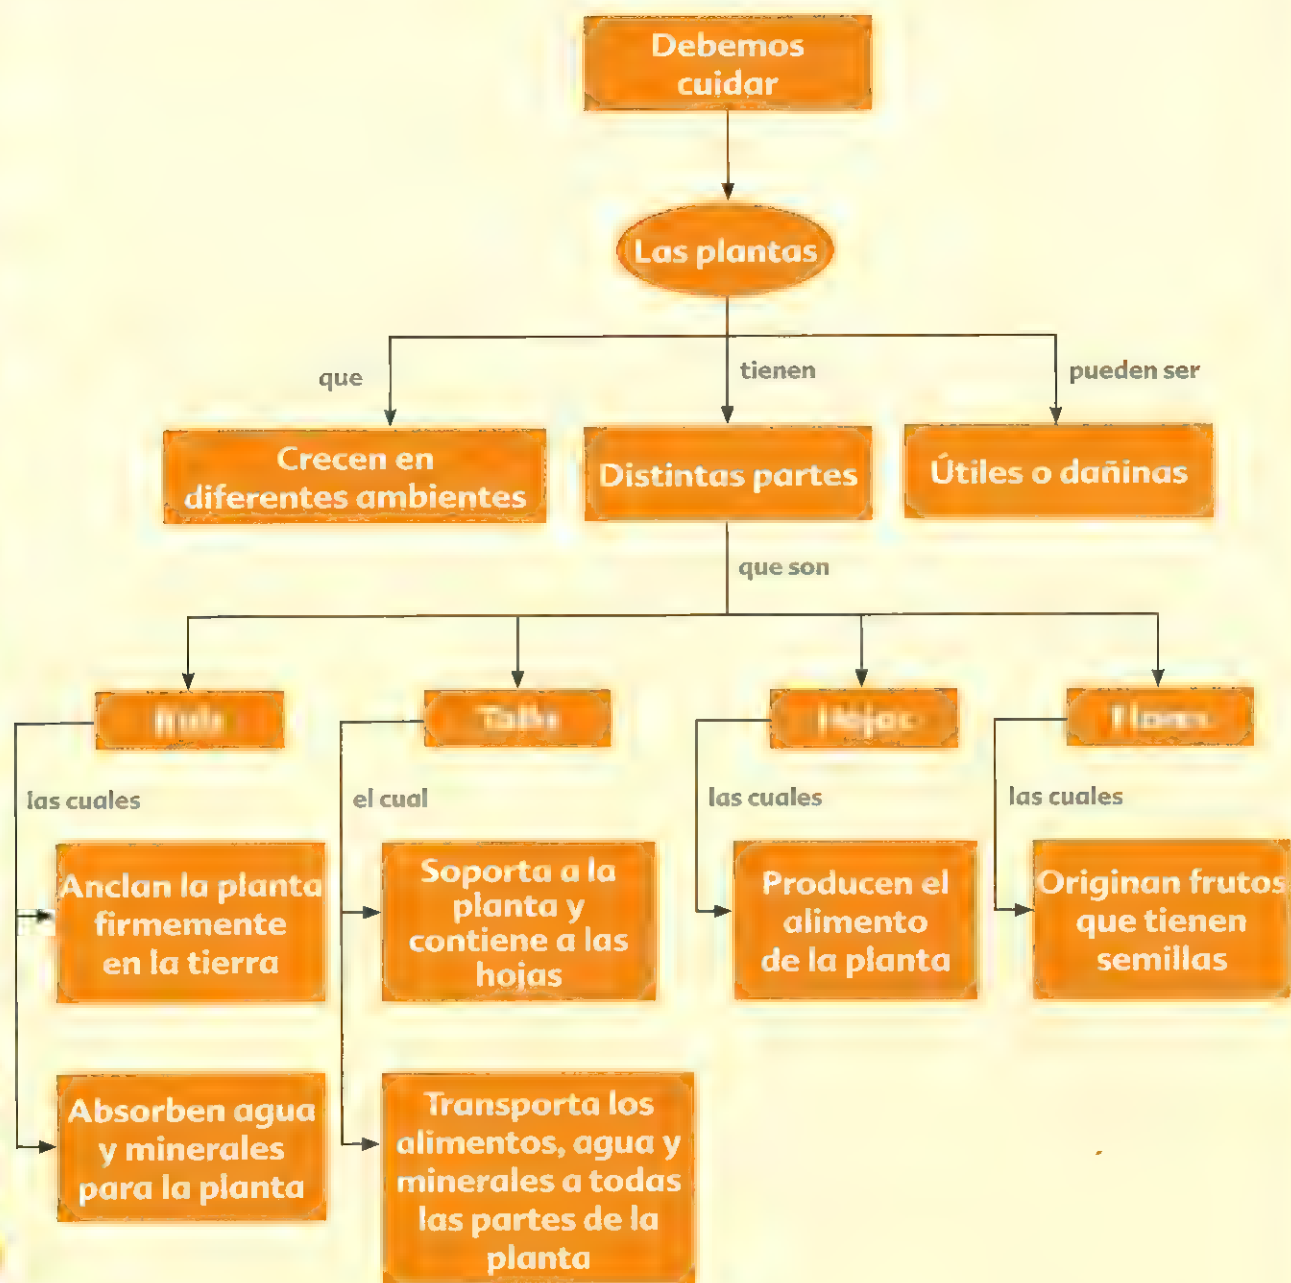 Debemos
cuidar
Las plantas
que
tienen
pueden ser
Crecen en
diferentes ambientes
Distintas partes
Útiles o dañinas
que son
Tallo
Hojas
Flores
las cuales
el cual
las cuales
las cuales
Anclan la planta
firmemente
en la tierra
Soporta a la
planta y
contiene a las
hojas
Producen el
alimento
de la planta
Originan frutos
que tienen
semillas
Absorben agua
y minerales
para la planta
Transporta los
alimentos, agua y
minerales a todas
las partes de la
planta